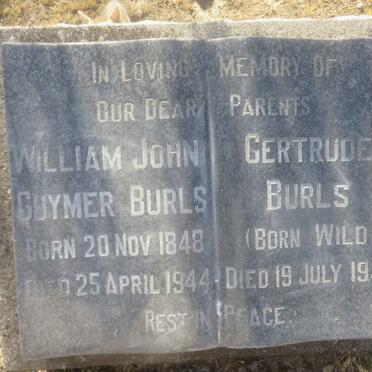 IN LOVING MEMORY OF
OUR DEAR PARENTS
WILLIAM JOHN
GUYMER BURLS
BORN 20 NOV 1848
DIED 25 APRIL 1944
GERTRUDE
BURLS
(BORN WILD
DIED 19 JULY 19
REST IN PEACE.